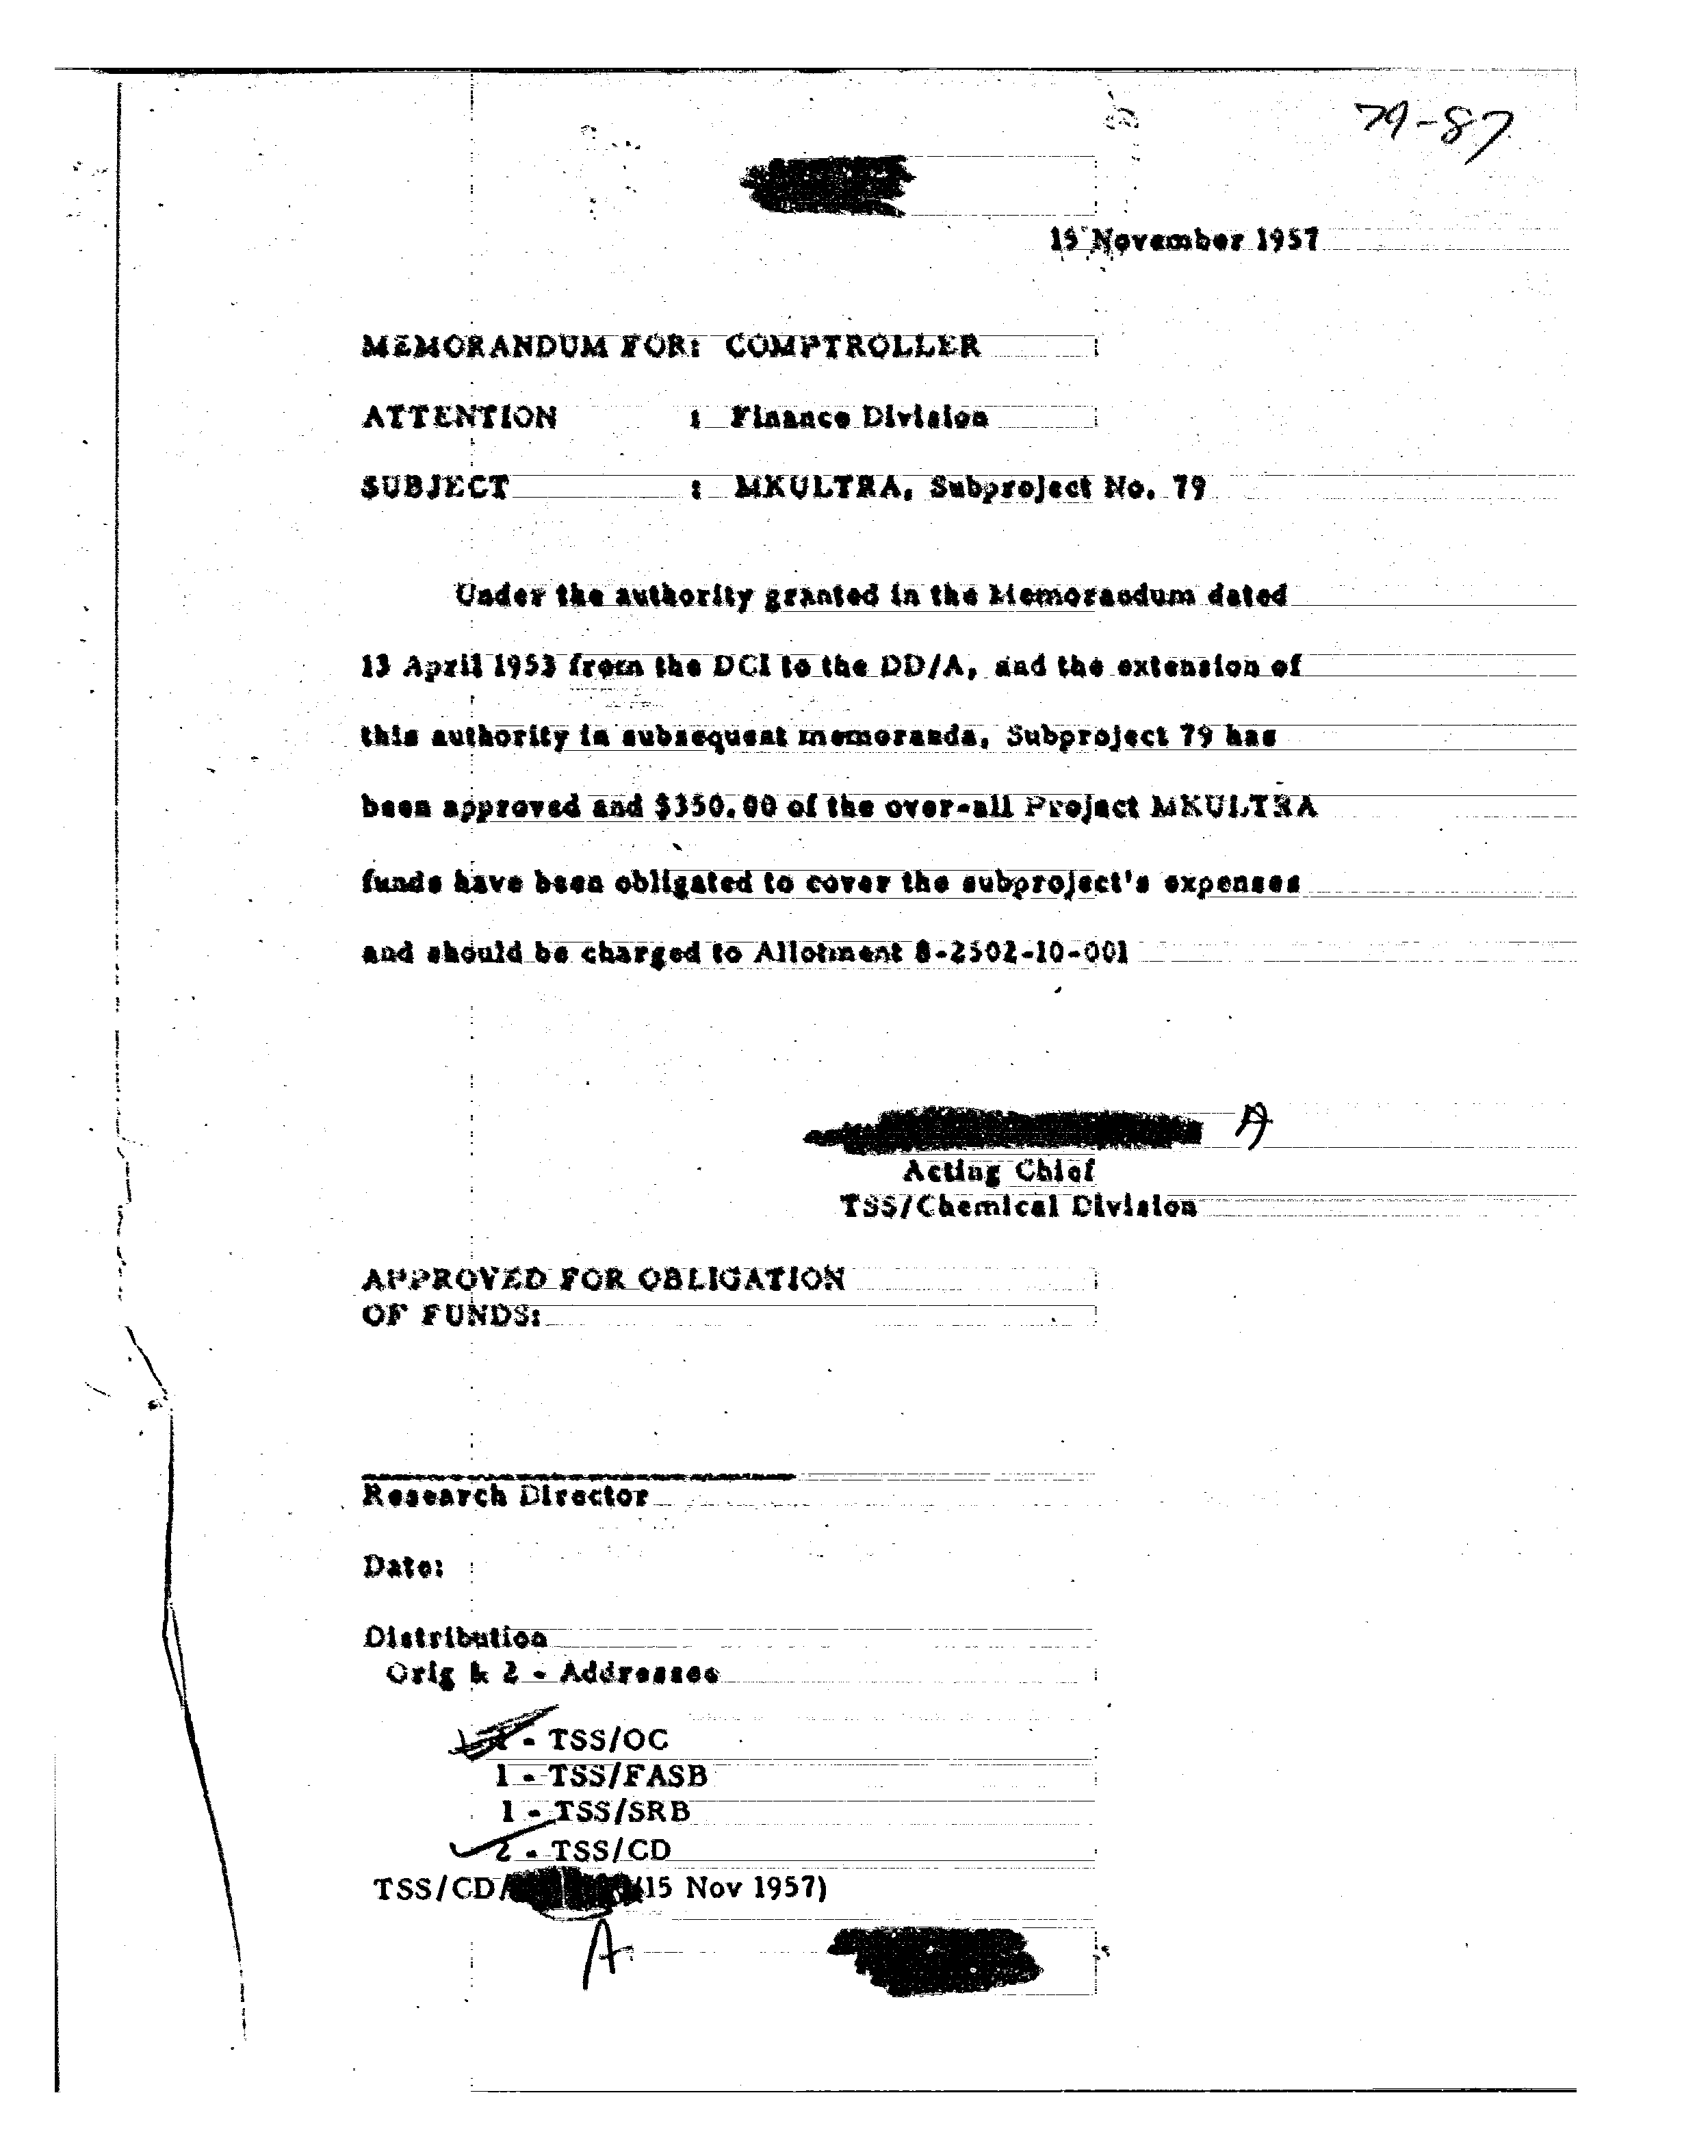 79-87
15 November 1957
MEMORANDUM FOR: COMPTROLLER
ATTENTION : Finance Division
SUBJECT : MKULTRA, Subproject No. 79
Under the authority granted in the Memorandum dated
13 April 1953 from the DCI to the DD/A, and the extension of
this authority in subsequent memoranda, Subproject 79 has
been approved and $350.00 of the over-all Project MKULTRA
funds have been obligated to cover the subproject's expenses
and should be charged to Allotment 8-2502-10-001
A
Acting Chief
TSS/Chemical Division
APPROVED FOR OBLIGATION
OF FUNDS:
Research Director
Date:
Distribution
Orig & 2 - Addressee
1 - TSS/OC
1 - TSS/FASB
1 - TSS/SRB
2 - TSS/CD
TSS/CD/ (15 Nov 1957)
A